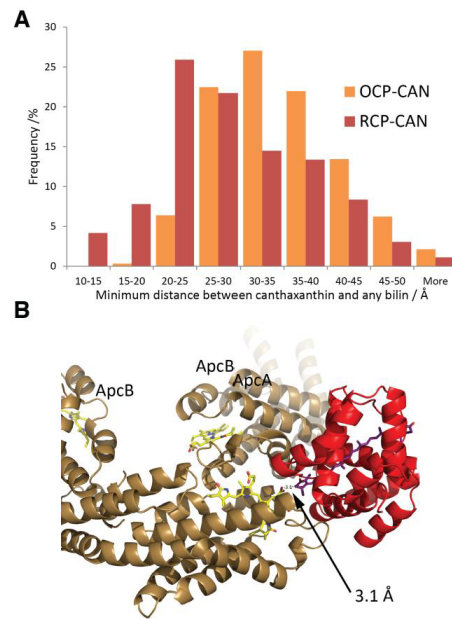 A
Frequency /%
30
25
20
15
10
5
0
OCP-CAN
RCP-CAN
10-15 15-20 20-25 25-30 30-35 35-40 40-45 45-50 More
Minimum distance between canthaxanthin and any bilin / Å
B
ApcB
ApcB
ApcA
3.1 Å